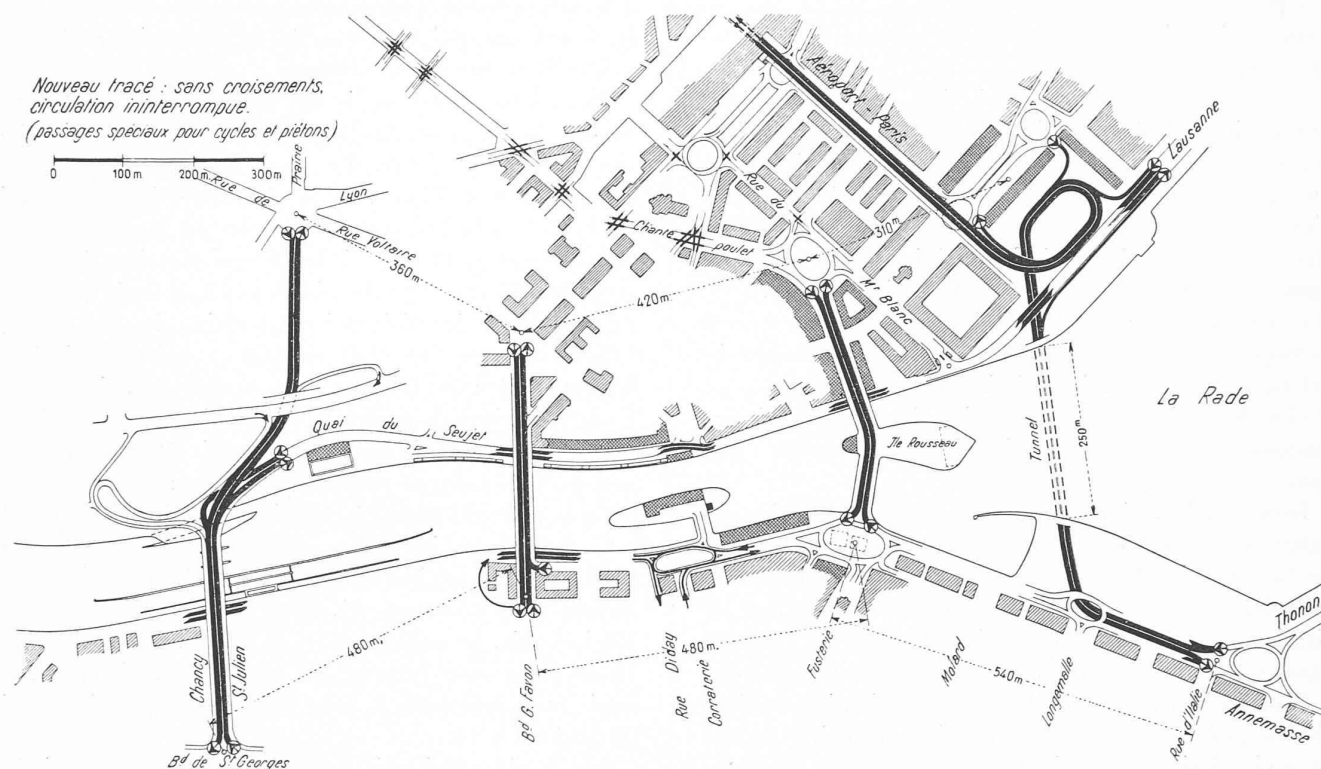 Nouveau tracé : sans croisements,
circulation ininterrompue.
(passages spéciaux pour cycles et piétons)
0 100 m 200 m 300 m
Rue de Lyon
Prairie
Rue Voltaire
360 m
420 m
310 m
Aéroport - Paris
Lausanne
Rue du Mt Blanc
Chante poulet
Quai du Seujet
Ile Rousseau
La Rade
Tunnel
250 m
Chancy
St Julien
Bd de St Georges
480 m.
Bd G. Favon
480 m.
Rue Diday
Corraterie
Fusterie
Molard
540 m
Longemalle
Rue d'Italie
Annemasse
Thonon